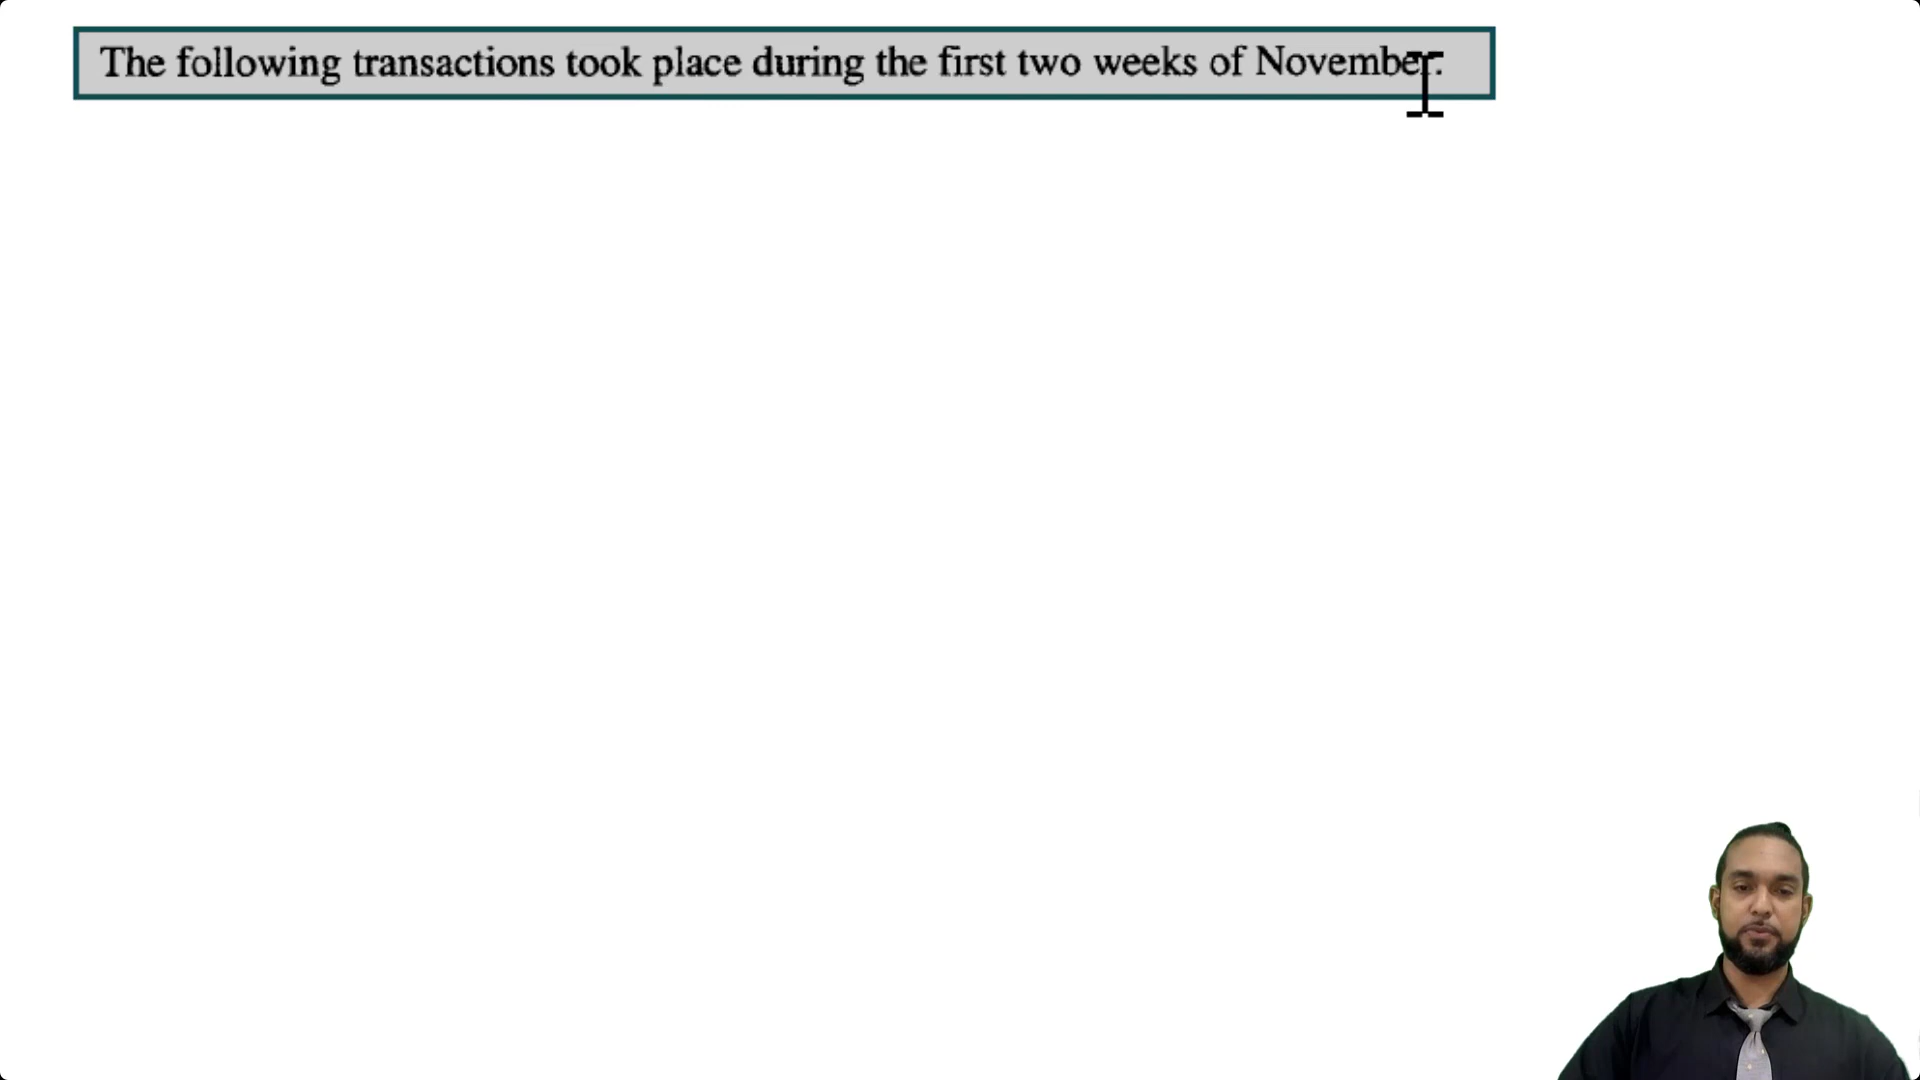 The following transactions took place during the first two weeks of November.